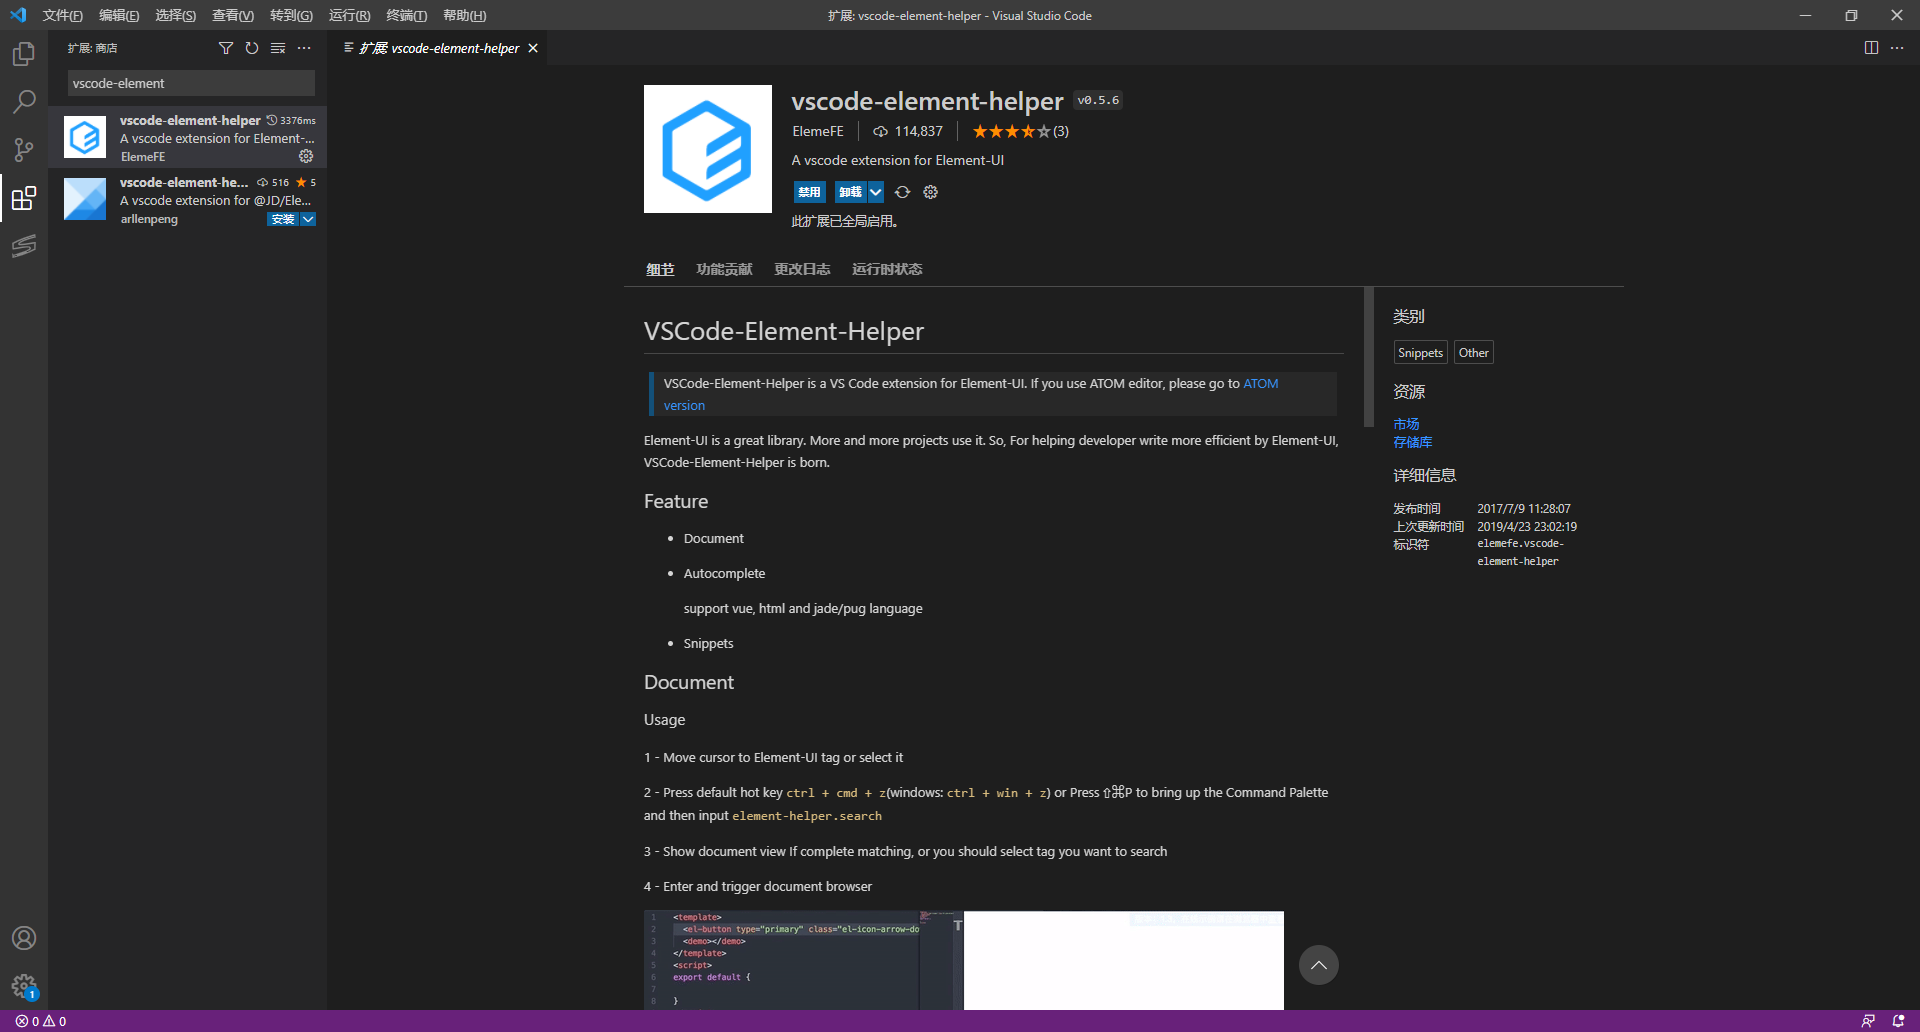 文件(F) 编辑(E) 选择(S) 查看(V) 转到(G) 运行(R) 终端(T) 帮助(H)
扩展: vscode-element-helper - Visual Studio Code
扩展: 商店
vscode-element
vscode-element-helper 3376ms
A vscode extension for Element-...
ElemeFE
vscode-element-he... 516 5
A vscode extension for @JD/Ele...
arllenpeng 安装
扩展: vscode-element-helper
vscode-element-helper v0.5.6
ElemeFE 114,837 (3)
A vscode extension for Element-UI
禁用 卸载
此扩展已全局启用。
细节 功能贡献 更改日志 运行时状态
VSCode-Element-Helper
VSCode-Element-Helper is a VS Code extension for Element-UI. If you use ATOM editor, please go to ATOM
version
Element-UI is a great library. More and more projects use it. So, For helping developer write more efficient by Element-UI,
VSCode-Element-Helper is born.
Feature
• Document
• Autocomplete
support vue, html and jade/pug language
• Snippets
Document
Usage
1 - Move cursor to Element-UI tag or select it
2 - Press default hot key ctrl + cmd + z(windows: ctrl + win + z) or Press ⇧⌘P to bring up the Command Palette
and then input element-helper.search
3 - Show document view If complete matching, or you should select tag you want to search
4 - Enter and trigger document browser
1 <template>
2 <el-button type="primary" class="el-icon-arrow-do
3 <demo></demo>
4 </template>
5 <script>
6 export default {
7
8 }
类别
Snippets Other
资源
市场
存储库
详细信息
发布时间 2017/7/9 11:28:07
上次更新时间 2019/4/23 23:02:19
标识符 elemefe.vscode-
element-helper
1
0 0